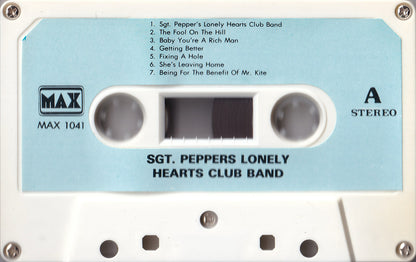 1. Sgt. Pepper's Lonely Hearts Club Band
2. The Fool On The Hill
3. Baby You're A Rich Man
4. Getting Better
5. Fixing A Hole
6. She's Leaving Home
7. Being For The Benefit Of Mr. Kite
MAX
MAX 1041
A
STEREO
SGT. PEPPERS LONELY
HEARTS CLUB BAND